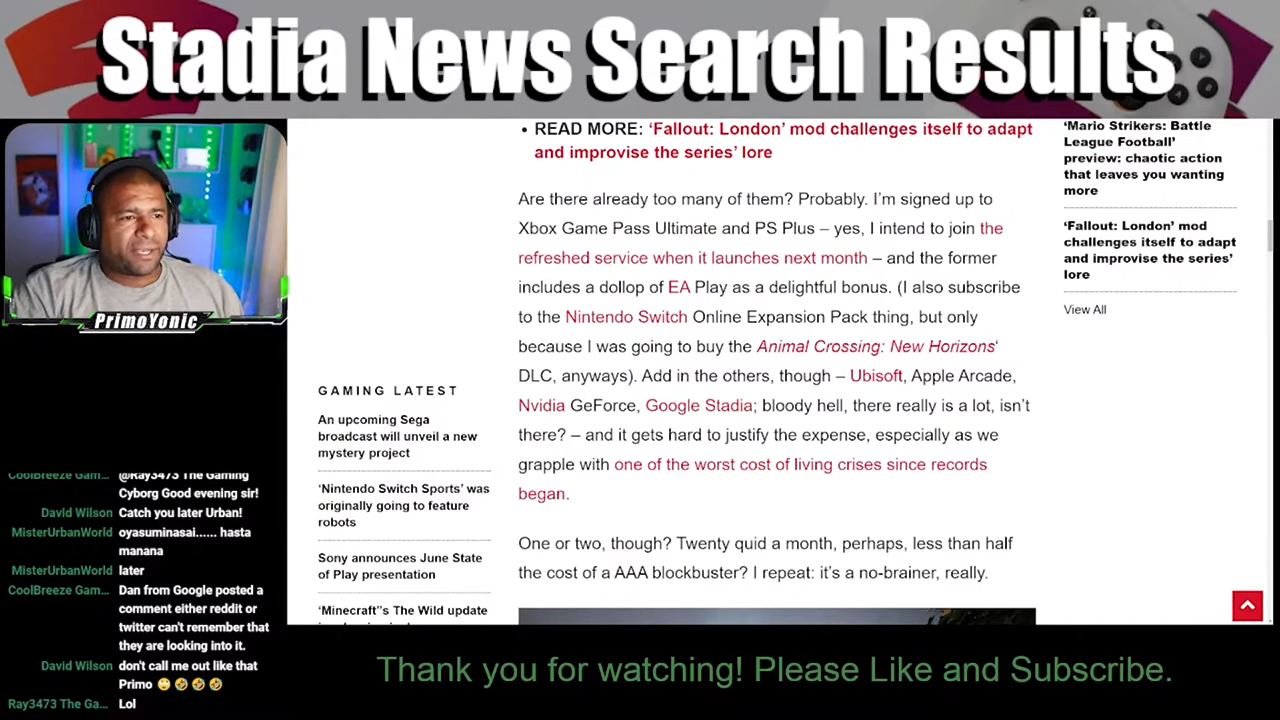 Stadia News Search Results
• READ MORE: ‘Fallout: London’ mod challenges itself to adapt
and improvise the series’ lore
Are there already too many of them? Probably. I’m signed up to
Xbox Game Pass Ultimate and PS Plus – yes, I intend to join the
refreshed service when it launches next month – and the former
includes a dollop of EA Play as a delightful bonus. (I also subscribe
to the Nintendo Switch Online Expansion Pack thing, but only
because I was going to buy the Animal Crossing: New Horizons‘
DLC, anyways). Add in the others, though – Ubisoft, Apple Arcade,
Nvidia GeForce, Google Stadia; bloody hell, there really is a lot, isn’t
there? – and it gets hard to justify the expense, especially as we
grapple with one of the worst cost of living crises since records
began.
One or two, though? Twenty quid a month, perhaps, less than half
the cost of a AAA blockbuster? I repeat: it’s a no-brainer, really.
‘Mario Strikers: Battle
League Football’
preview: chaotic action
that leaves you wanting
more
‘Fallout: London’ mod
challenges itself to adapt
and improvise the series’
lore
View All
PrimoYonic
GAMING LATEST
An upcoming Sega
broadcast will unveil a new
mystery project
‘Nintendo Switch Sports’ was
originally going to feature
robots
Sony announces June State
of Play presentation
‘Minecraft’’s The Wild update
CoolBreeze Gam... @Ray3473 The Gaming
Cyborg Good evening sir!
David Wilson Catch you later Urban!
MisterUrbanWorld oyasuminasai...... hasta
manana
MisterUrbanWorld later
CoolBreeze Gam... Dan from Google posted a
comment either reddit or
twitter can't remember that
they are looking into it.
David Wilson don't call me out like that
Primo 🙄 🤣 🤣 🤣
Ray3473 The Ga... Lol
Thank you for watching! Please Like and Subscribe.